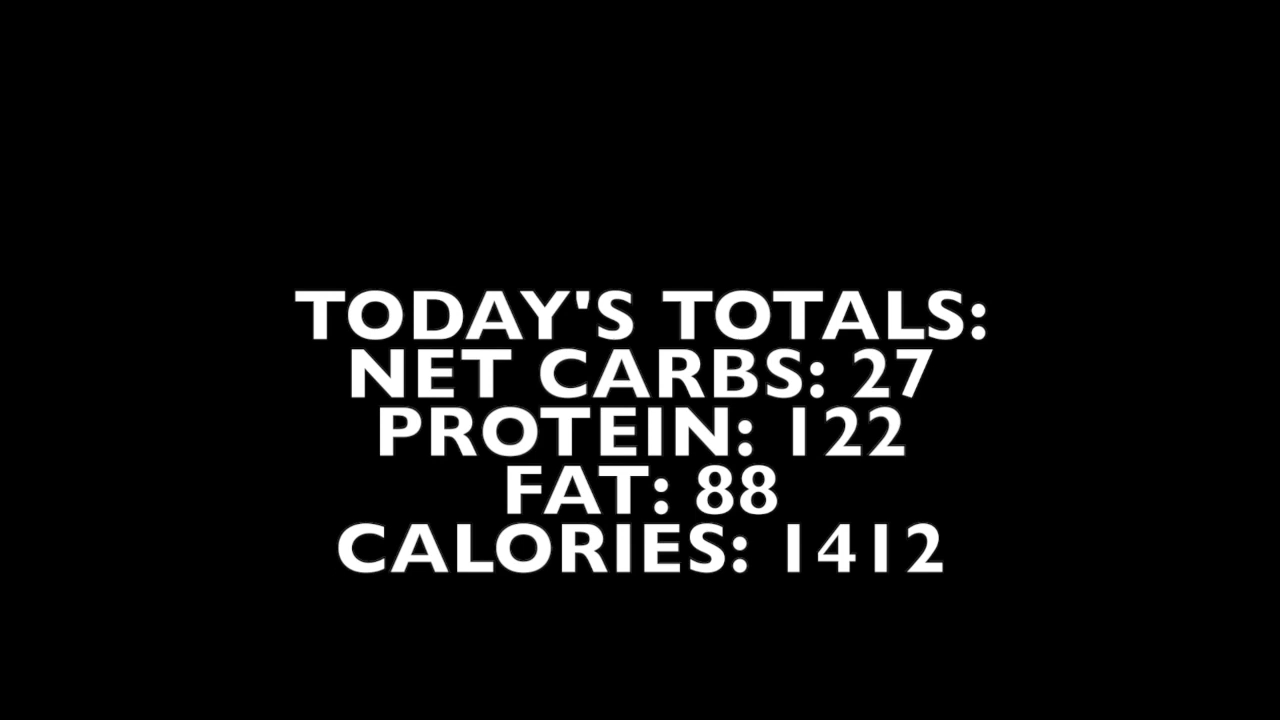 TODAY'S TOTALS:
NET CARBS: 27
PROTEIN: 122
FAT: 88
CALORIES: 1412